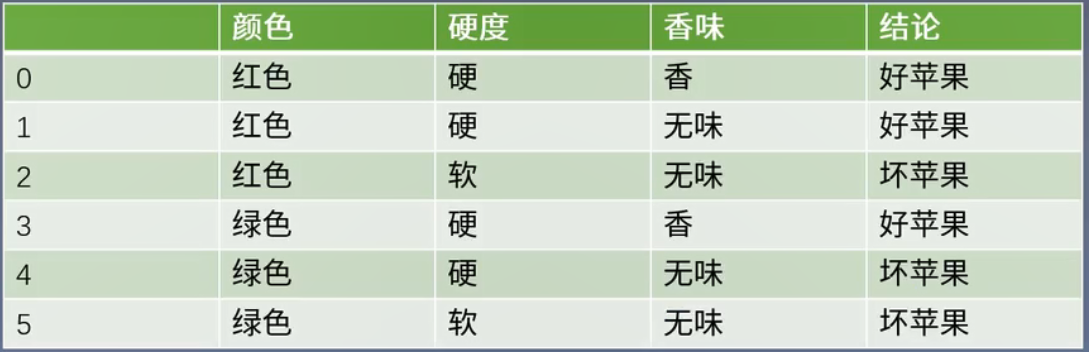 颜色 硬度 香味 结论
0 红色 硬 香 好苹果
1 红色 硬 无味 好苹果
2 红色 软 无味 坏苹果
3 绿色 硬 香 好苹果
4 绿色 硬 无味 坏苹果
5 绿色 软 无味 坏苹果